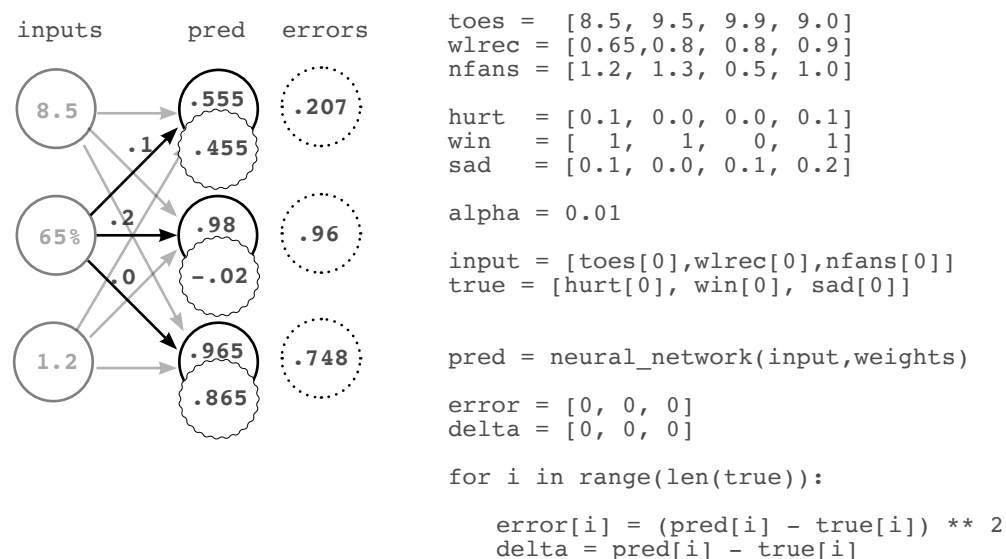 inputs pred errors
8.5
65%
1.2
.1
.2
.0
.555
.455
.98
-.02
.965
.865
.207
.96
.748
toes = [8.5, 9.5, 9.9, 9.0]
wlrec = [0.65,0.8, 0.8, 0.9]
nfans = [1.2, 1.3, 0.5, 1.0]
hurt = [0.1, 0.0, 0.0, 0.1]
win = [ 1, 1, 0, 1]
sad = [0.1, 0.0, 0.1, 0.2]
alpha = 0.01
input = [toes[0],wlrec[0],nfans[0]]
true = [hurt[0], win[0], sad[0]]
pred = neural_network(input,weights)
error = [0, 0, 0]
delta = [0, 0, 0]
for i in range(len(true)):
error[i] = (pred[i] - true[i]) ** 2
delta = pred[i] - true[i]